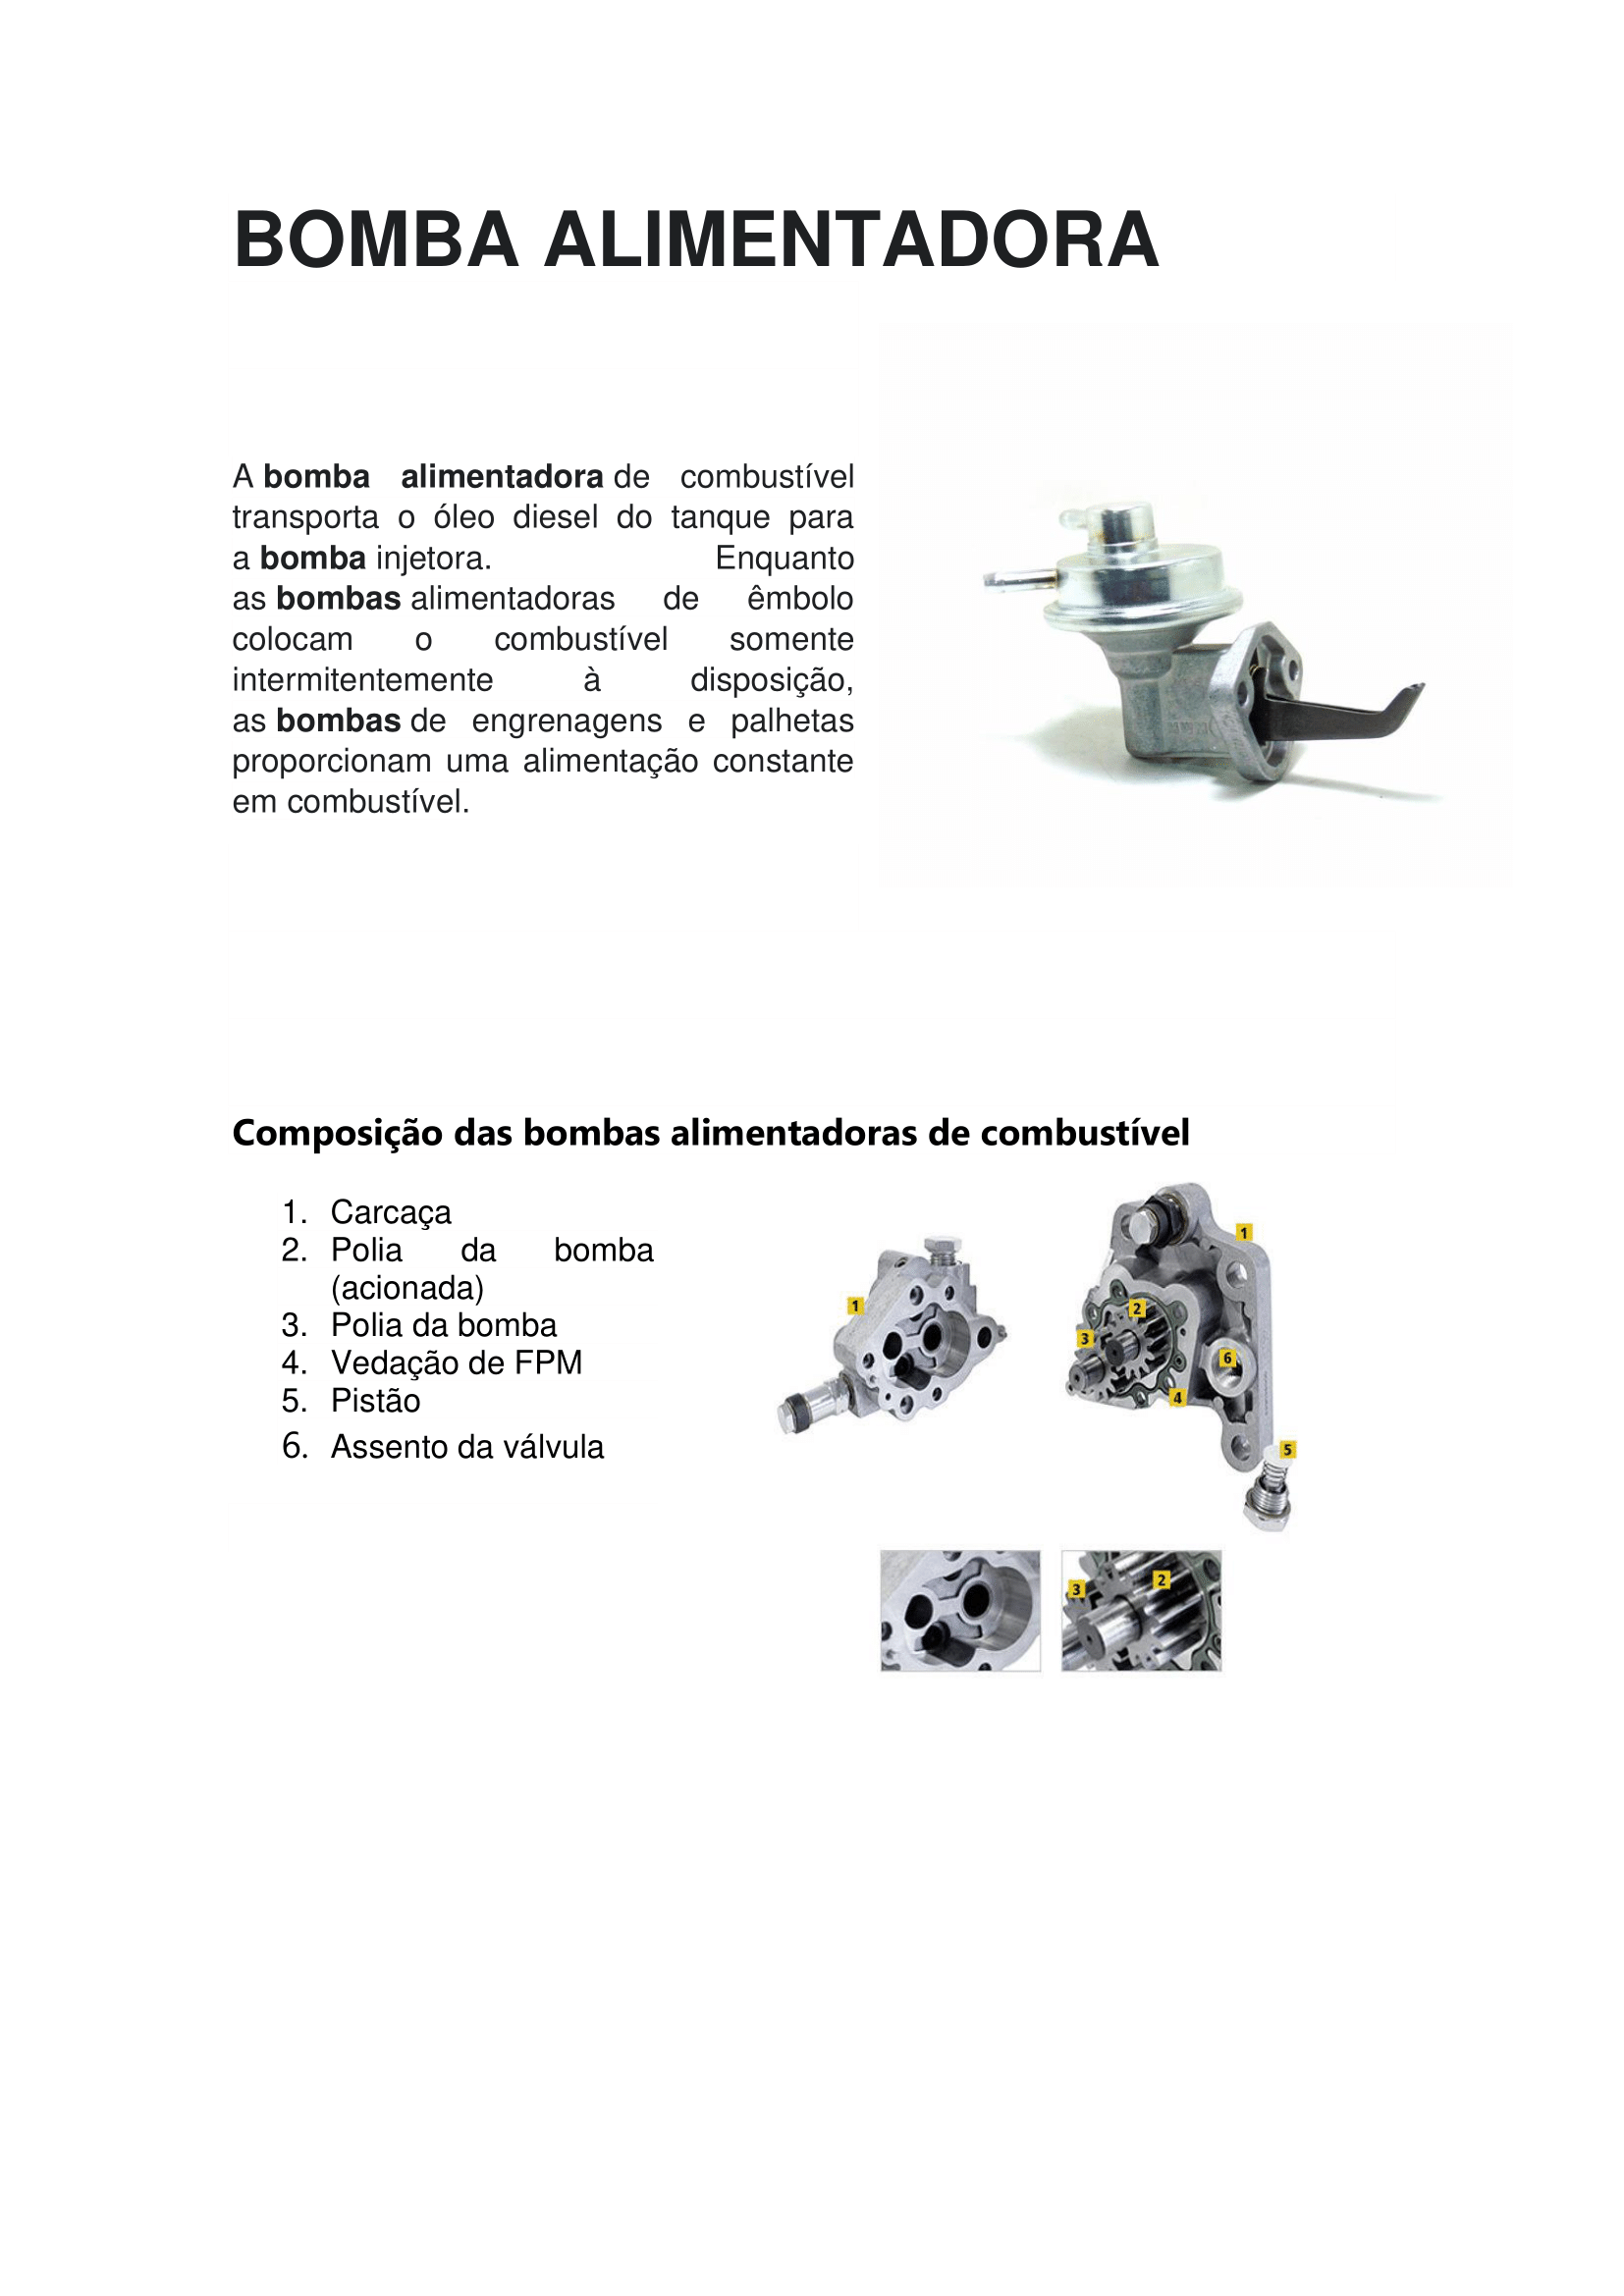 BOMBA ALIMENTADORA
A bomba alimentadora de combustível
transporta o óleo diesel do tanque para
a bomba injetora. Enquanto
as bombas alimentadoras de êmbolo
colocam o combustível somente
intermitentemente à disposição,
as bombas de engrenagens e palhetas
proporcionam uma alimentação constante
em combustível.
Composição das bombas alimentadoras de combustível
1. Carcaça
2. Polia da bomba
(acionada)
3. Polia da bomba
4. Vedação de FPM
5. Pistão
6. Assento da válvula
1
1
2
3
6
4
5
3
2